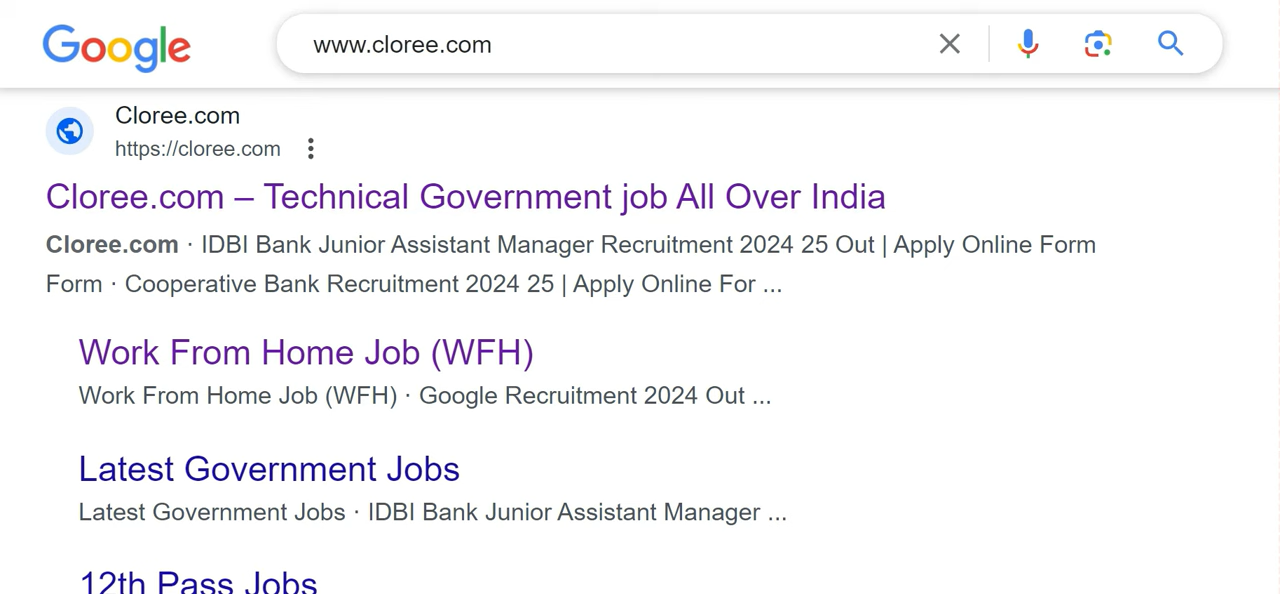 Google
www.cloree.com
Cloree.com
https://cloree.com
Cloree.com – Technical Government job All Over India
Cloree.com · IDBI Bank Junior Assistant Manager Recruitment 2024 25 Out | Apply Online Form
Form · Cooperative Bank Recruitment 2024 25 | Apply Online For ...
Work From Home Job (WFH)
Work From Home Job (WFH) · Google Recruitment 2024 Out ...
Latest Government Jobs
Latest Government Jobs · IDBI Bank Junior Assistant Manager ...
12th Pass Jobs